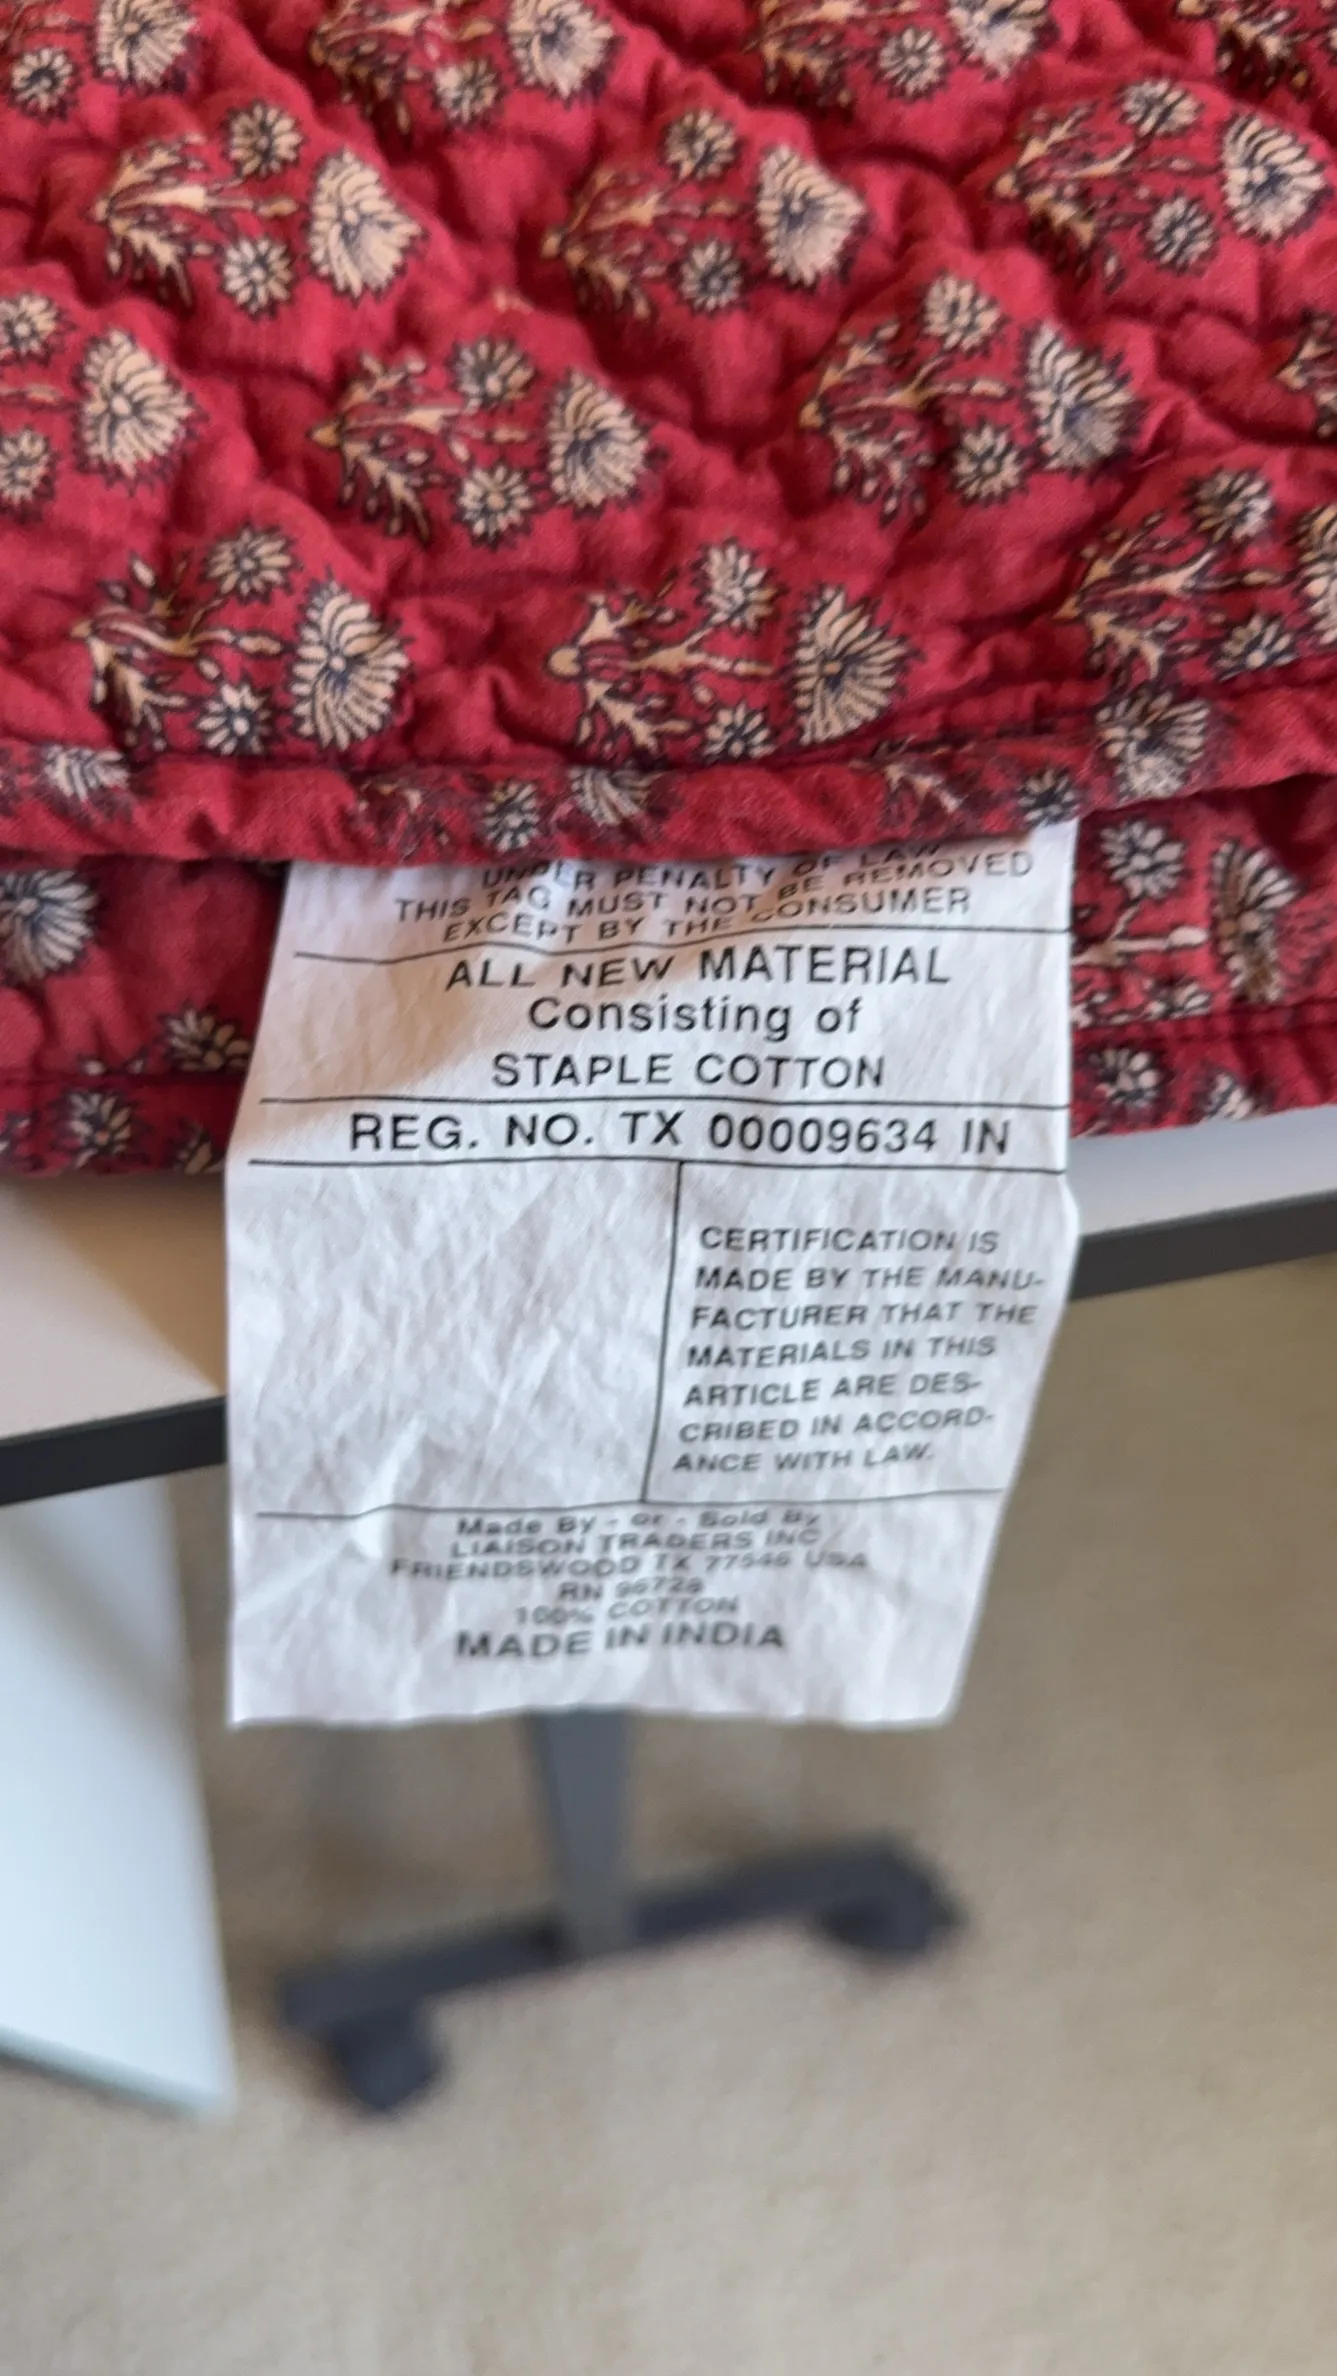 UNDER PENALTY OF LAW
THIS TAG MUST NOT BE REMOVED
EXCEPT BY THE CONSUMER
ALL NEW MATERIAL
Consisting of
STAPLE COTTON
REG. NO. TX 00009634 IN
CERTIFICATION IS
MADE BY THE MANU-
FACTURER THAT THE
MATERIALS IN THIS
ARTICLE ARE DES-
CRIBED IN ACCORD-
ANCE WITH LAW.
Made By - or - Sold By
LIAISON TRADERS INC
FRIENDSWOOD TX 77546 USA
RN 96728
100% COTTON
MADE IN INDIA